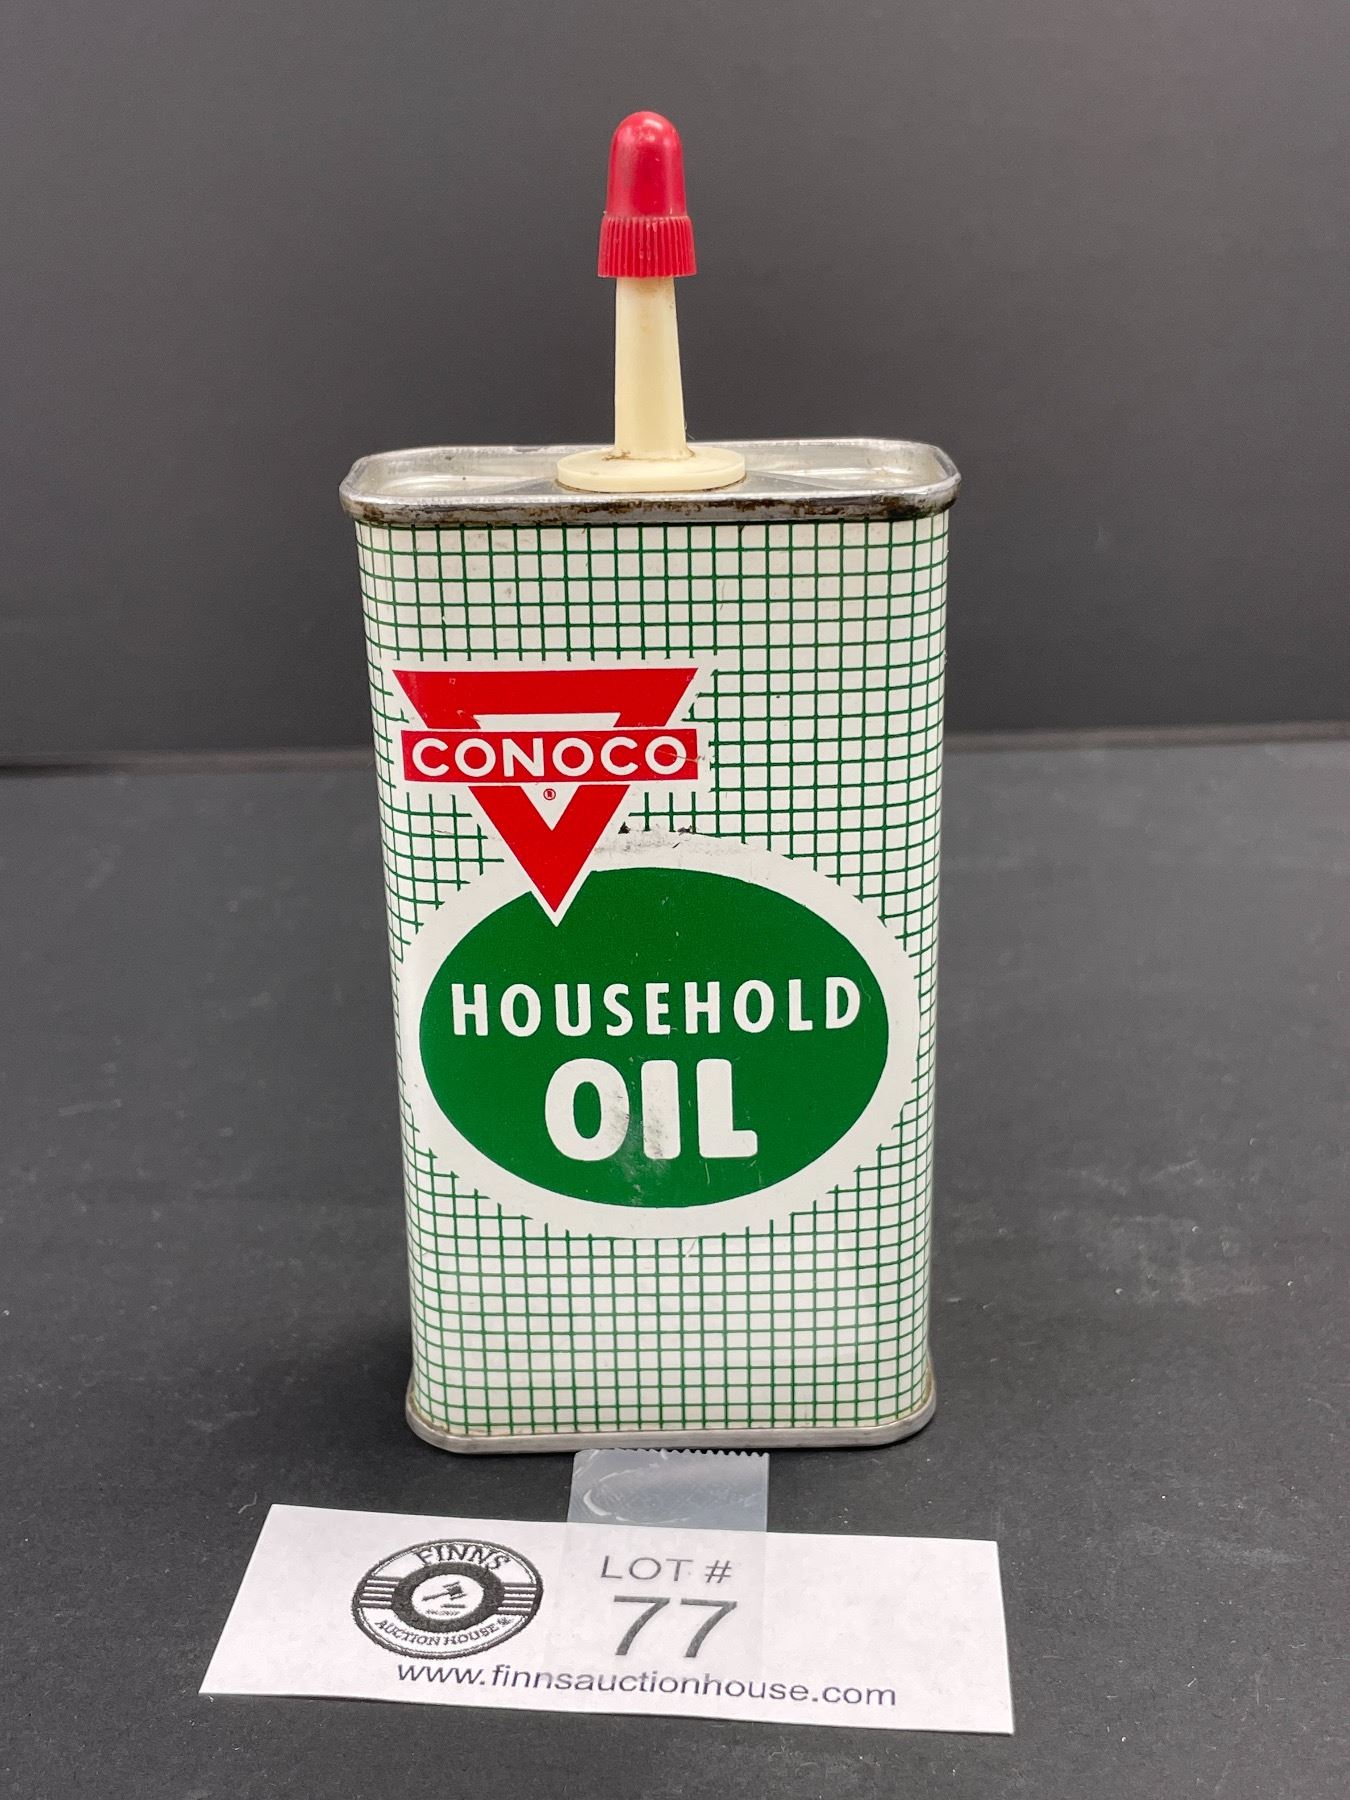 CONOCO
®
HOUSEHOLD
OIL
FINNS
AUCTION HOUSE
LOT #
77
www.finnsauctionhouse.com